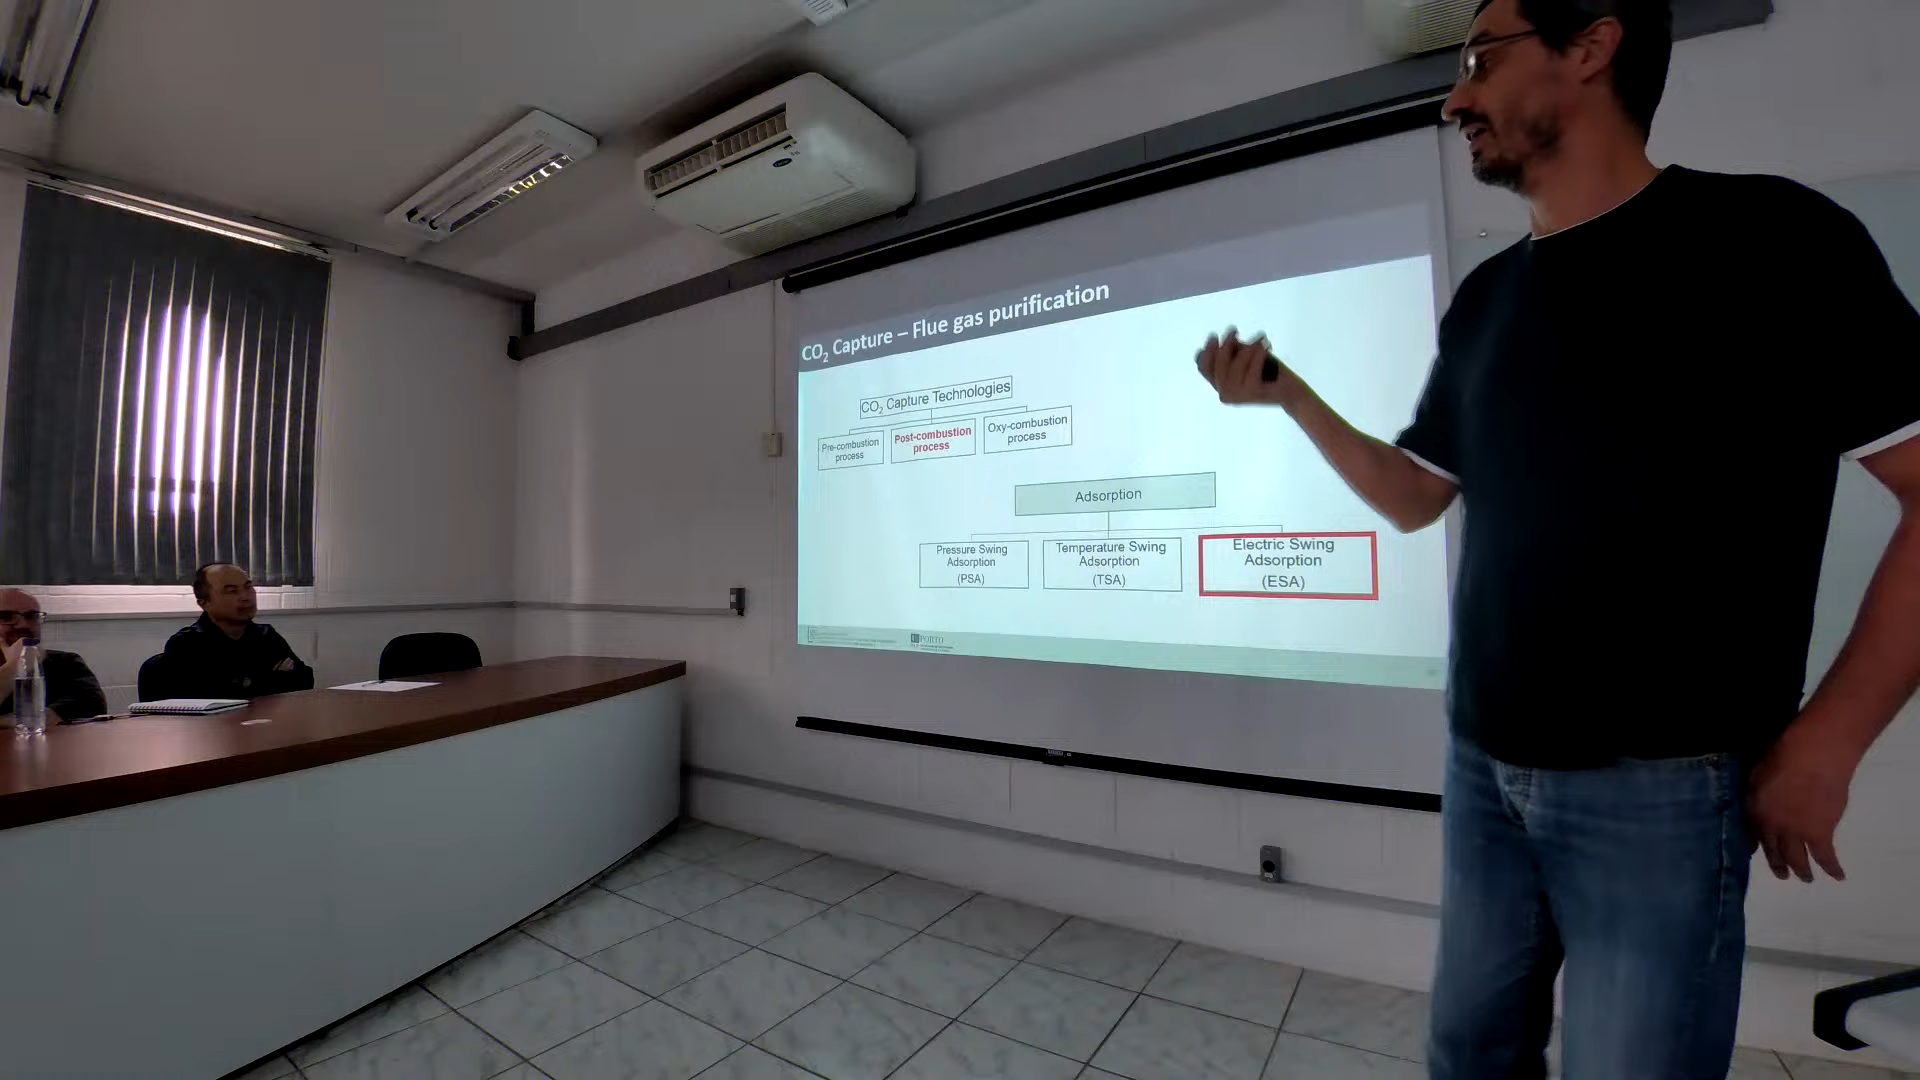 CO₂ Capture – Flue gas purification
CO₂ Capture Technologies
Pre-combustion
process
Post-combustion
process
Oxy-combustion
process
Adsorption
Pressure Swing
Adsorption
(PSA)
Temperature Swing
Adsorption
(TSA)
Electric Swing
Adsorption
(ESA)
PORTO